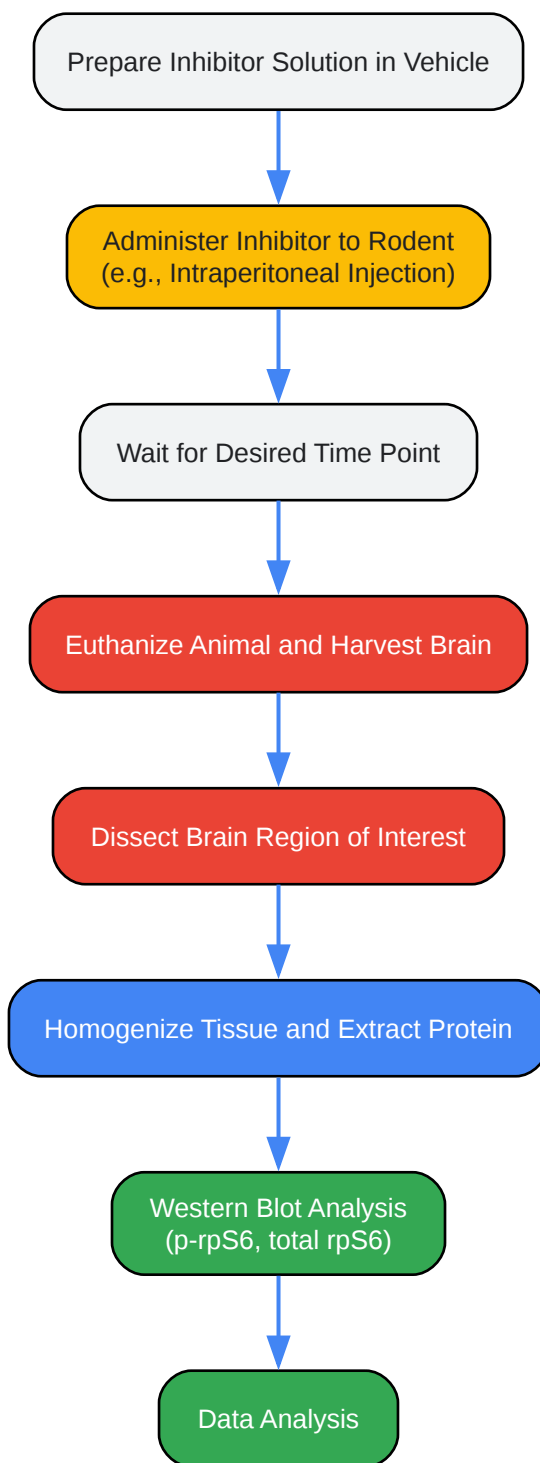 Prepare Inhibitor Solution in Vehicle
Administer Inhibitor to Rodent
(e.g., Intraperitoneal Injection)
Wait for Desired Time Point
Euthanize Animal and Harvest Brain
Dissect Brain Region of Interest
Homogenize Tissue and Extract Protein
Western Blot Analysis
(p-rpS6, total rpS6)
Data Analysis